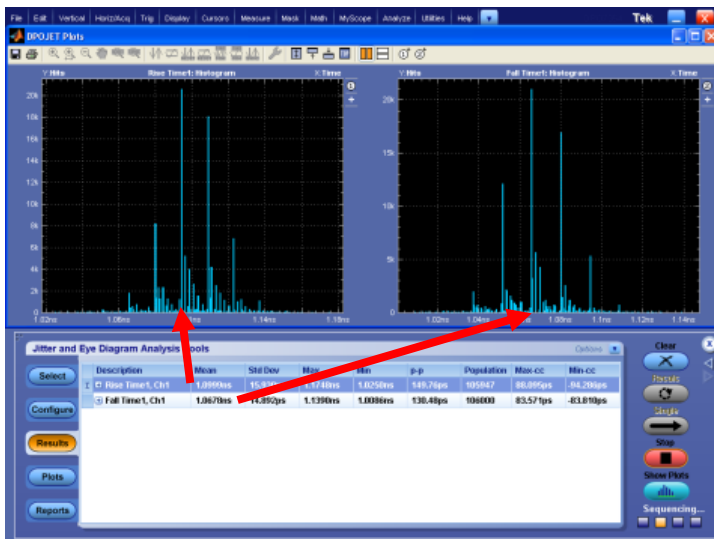 File Edit Vertical Horiz/Acq Trig Display Cursors Measure Mask Math MyScope Analyze Utilities Help Tek
DPOJET Plots
Y:Hits Rise Time1: Histogram X:Time
20k
18k
16k
14k
12k
10k
8k
6k
4k
2k
0
1.02ns 1.06ns 1.14ns 1.18ns
Y:Hits Fall Time1: Histogram X:Time
20k
15k
10k
5k
0
1.02ns 1.04ns 1.08ns 1.1ns 1.12ns 1.14ns
Jitter and Eye Diagram Analysis Tools Options
Select
Configure
Results
Plots
Reports
Description Mean Std Dev Max Min p-p Population Max-cc Min-cc
Rise Time1, Ch1 1.0999ns 1.1748ns 1.0250ns 149.76ps 105947 88.095ps -94.286ps
Fall Time1, Ch1 1.0678ns 14.892ps 1.1390ns 1.0086ns 130.48ps 106000 83.571ps -83.810ps
Clear
Recalc
Single
Stop
Show Plots
Sequencing...